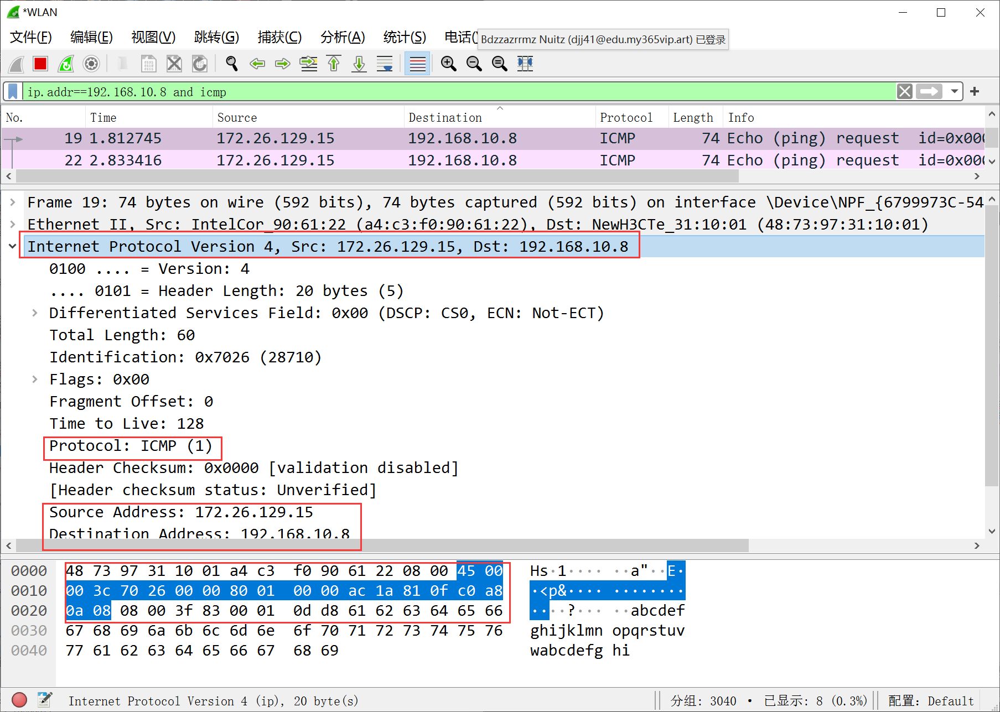 *WLAN
文件(F) 编辑(E) 视图(V) 跳转(G) 捕获(C) 分析(A) 统计(S) 电话(
Bdzzazrrmz Nuitz (djj41@edu.my365vip.art) 已登录
ip.addr==192.168.10.8 and icmp
No. Time Source Destination Protocol Length Info
19 1.812745 172.26.129.15 192.168.10.8 ICMP 74 Echo (ping) request id=0x000
22 2.833416 172.26.129.15 192.168.10.8 ICMP 74 Echo (ping) request id=0x000
Frame 19: 74 bytes on wire (592 bits), 74 bytes captured (592 bits) on interface \Device\NPF_{6799973C-54
Ethernet II, Src: IntelCor_90:61:22 (a4:c3:f0:90:61:22), Dst: NewH3CTe_31:10:01 (48:73:97:31:10:01)
Internet Protocol Version 4, Src: 172.26.129.15, Dst: 192.168.10.8
0100 .... = Version: 4
.... 0101 = Header Length: 20 bytes (5)
Differentiated Services Field: 0x00 (DSCP: CS0, ECN: Not-ECT)
Total Length: 60
Identification: 0x7026 (28710)
Flags: 0x00
Fragment Offset: 0
Time to Live: 128
Protocol: ICMP (1)
Header Checksum: 0x0000 [validation disabled]
[Header checksum status: Unverified]
Source Address: 172.26.129.15
Destination Address: 192.168.10.8
0000 48 73 97 31 10 01 a4 c3 f0 90 61 22 08 00 45 00 Hs·1···· ··a"··E·
0010 00 3c 70 26 00 00 80 01 00 00 ac 1a 81 0f c0 a8 ·<p&···· ········
0020 0a 08 08 00 3f 83 00 01 0d d8 61 62 63 64 65 66 ····?··· ··abcdef
0030 67 68 69 6a 6b 6c 6d 6e 6f 70 71 72 73 74 75 76 ghijklmn opqrstuv
0040 77 61 62 63 64 65 66 67 68 69 wabcdefg hi
Internet Protocol Version 4 (ip), 20 byte(s) 分组: 3040 · 已显示: 8 (0.3%) 配置: Default